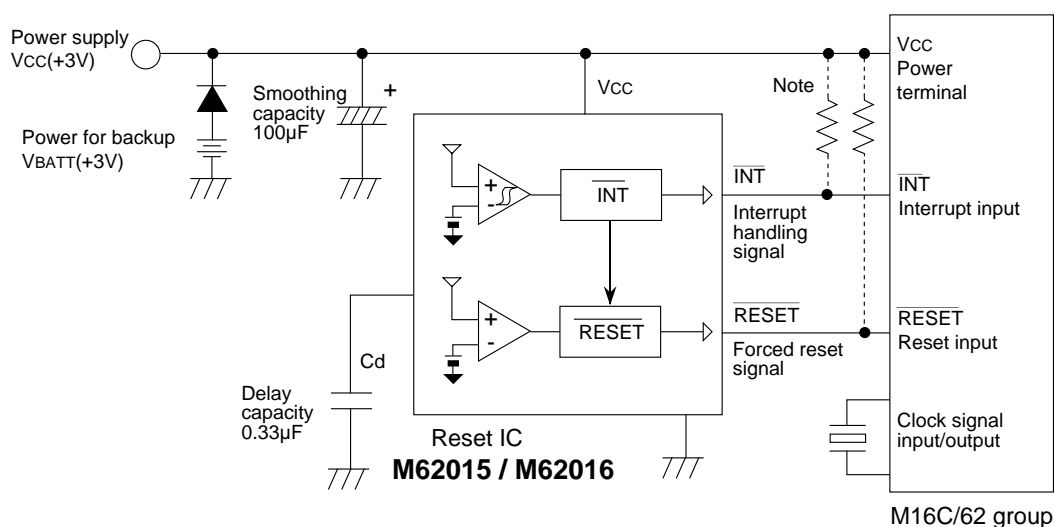 Power supply
VCC(+3V)
Power for backup
VBATT(+3V)
Smoothing
capacity
100µF
+
VCC
Note
VCC
Power
terminal
+
-
INT
INT
Interrupt
handling
signal
INT
Interrupt input
+
-
RESET
RESET
Forced reset
signal
RESET
Reset input
Cd
Delay
capacity
0.33µF
Clock signal
input/output
Reset IC
M62015 / M62016
M16C/62 group